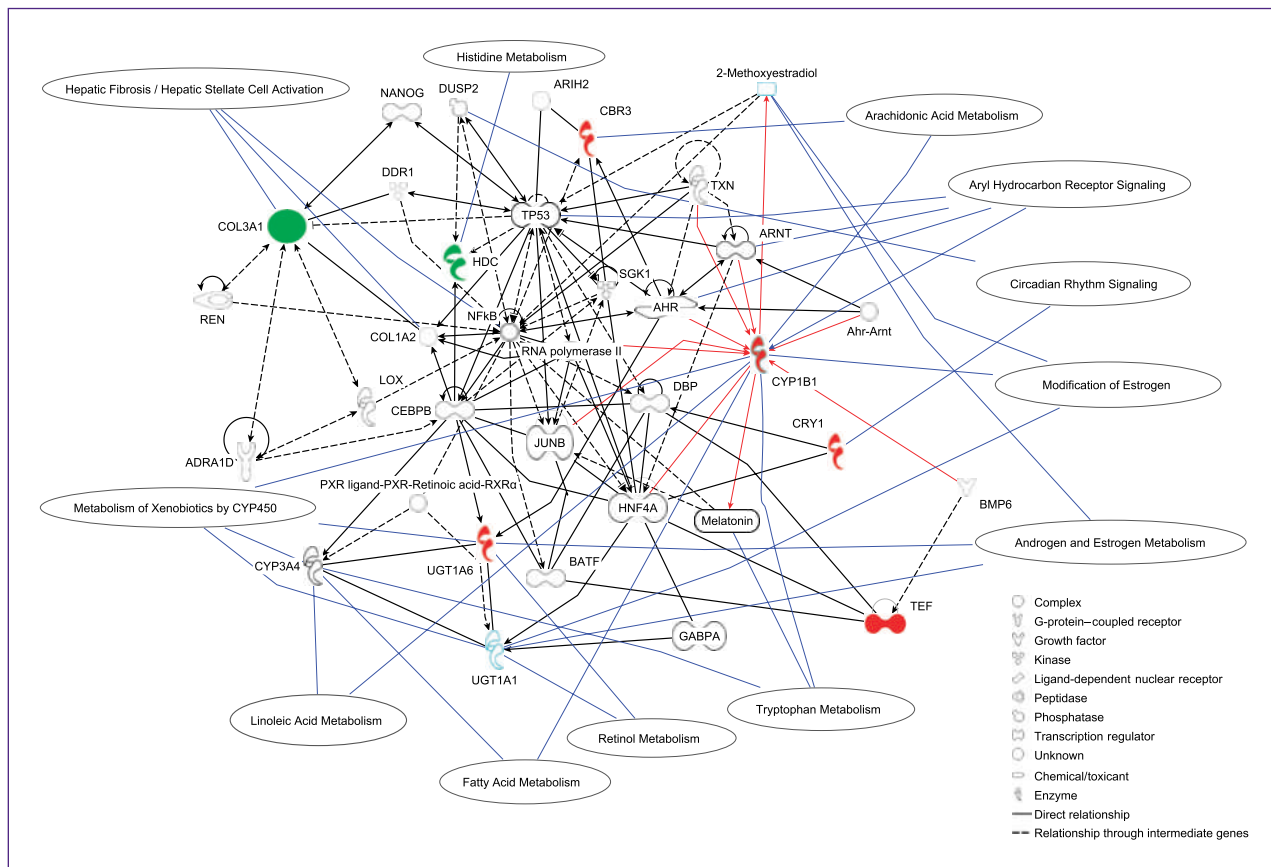 Histidine Metabolism
2-Methoxyestradiol
Hepatic Fibrosis / Hepatic Stellate Cell Activation
NANOG
DUSP2
ARIH2
CBR3
Arachidonic Acid Metabolism
DDR1
TXN
Aryl Hydrocarbon Receptor Signaling
COL3A1
TP53
ARNT
HDC
SGK1
Circadian Rhythm Signaling
REN
NFkB
AHR
Ahr-Arnt
COL1A2
RNA polymerase II
CYP1B1
LOX
DBP
Modification of Estrogen
CEBPB
CRY1
JUNB
ADRA1D
PXR ligand-PXR-Retinoic acid-RXRα
BMP6
Metabolism of Xenobiotics by CYP450
HNF4A
Melatonin
Androgen and Estrogen Metabolism
CYP3A4
UGT1A6
BATF
TEF
GABPA
UGT1A1
Linoleic Acid Metabolism
Retinol Metabolism
Tryptophan Metabolism
Fatty Acid Metabolism
Complex
G-protein–coupled receptor
Growth factor
Kinase
Ligand-dependent nuclear receptor
Peptidase
Phosphatase
Transcription regulator
Unknown
Chemical/toxicant
Enzyme
Direct relationship
Relationship through intermediate genes